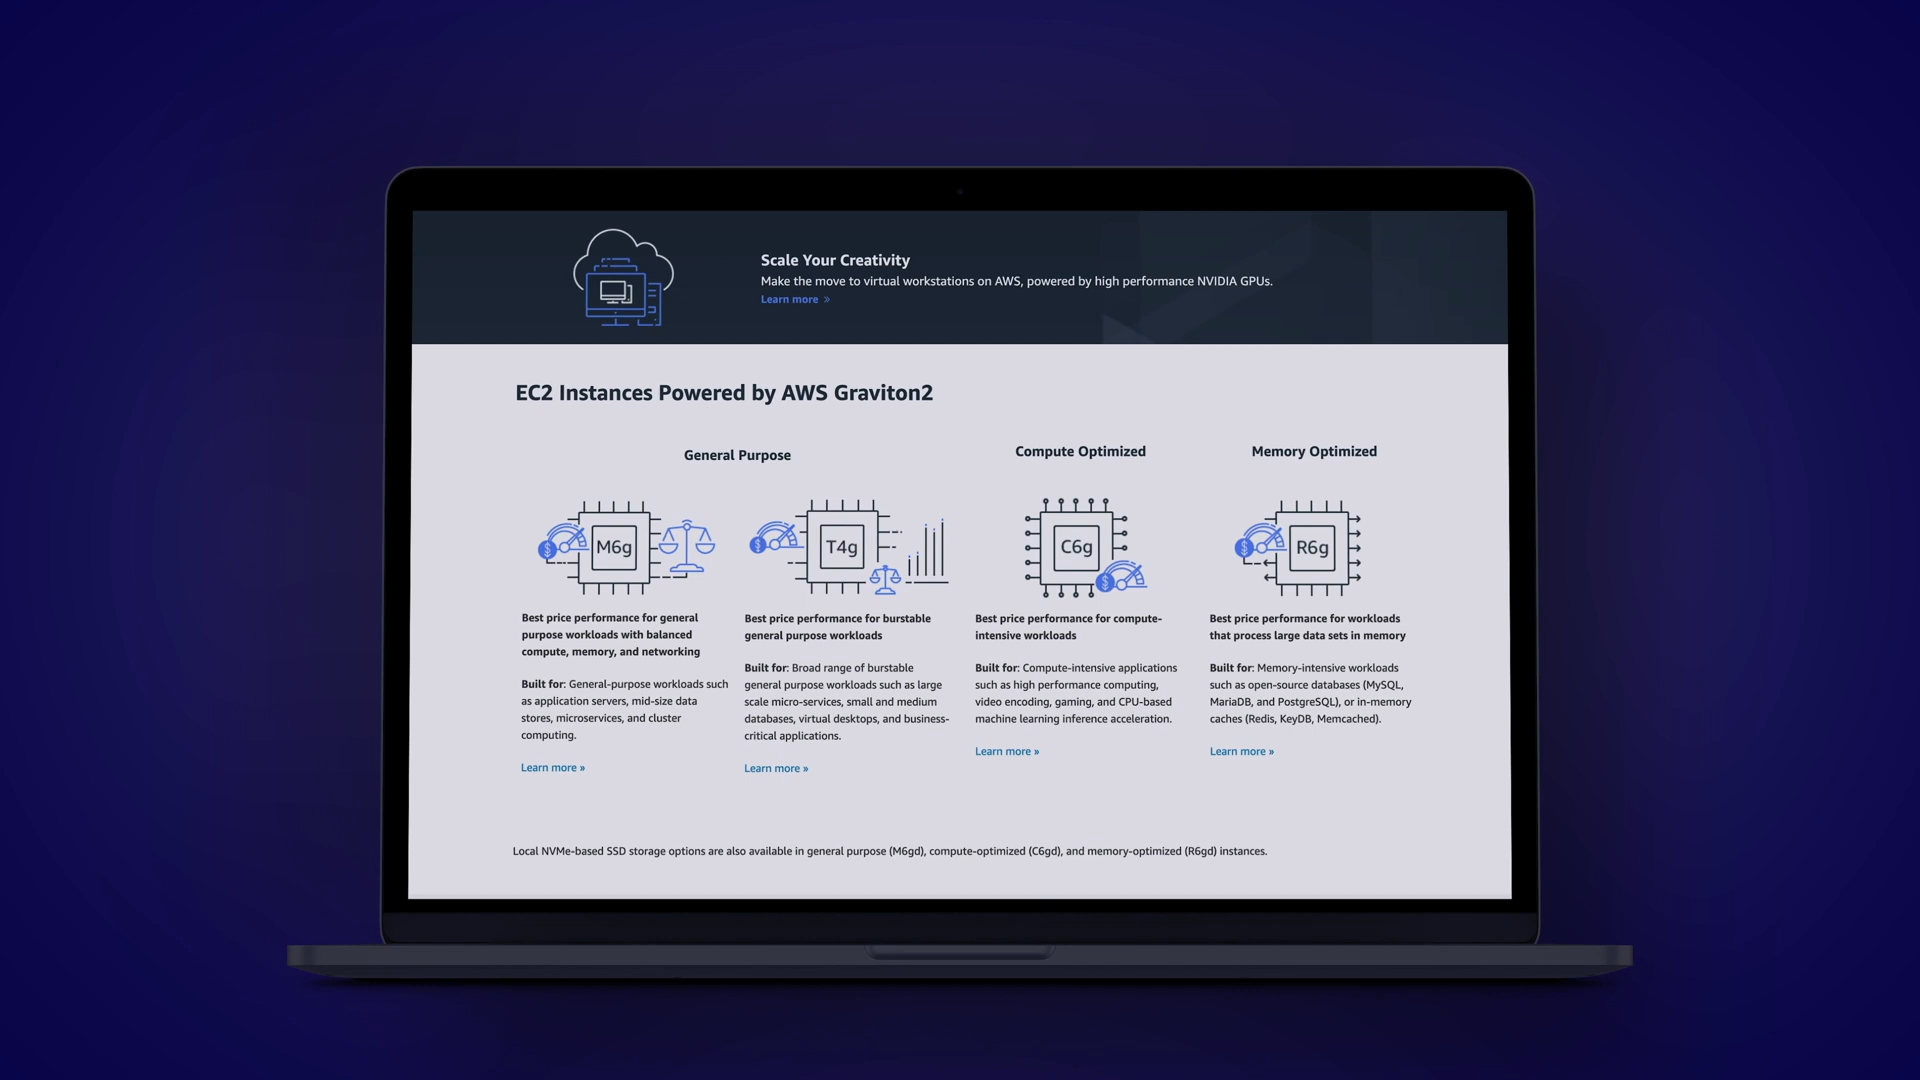 Scale Your Creativity
Make the move to virtual workstations on AWS, powered by high performance NVIDIA GPUs.
Learn more »
EC2 Instances Powered by AWS Graviton2
General Purpose
Compute Optimized
Memory Optimized
M6g
T4g
C6g
R6g
$
$
$
$
Best price performance for general
purpose workloads with balanced
compute, memory, and networking
Built for: General-purpose workloads such
as application servers, mid-size data
stores, microservices, and cluster
computing.
Learn more »
Best price performance for burstable
general purpose workloads
Built for: Broad range of burstable
general purpose workloads such as large
scale micro-services, small and medium
databases, virtual desktops, and business-
critical applications.
Learn more »
Best price performance for compute-
intensive workloads
Built for: Compute-intensive applications
such as high performance computing,
video encoding, gaming, and CPU-based
machine learning inference acceleration.
Learn more »
Best price performance for workloads
that process large data sets in memory
Built for: Memory-intensive workloads
such as open-source databases (MySQL,
MariaDB, and PostgreSQL), or in-memory
caches (Redis, KeyDB, Memcached).
Learn more »
Local NVMe-based SSD storage options are also available in general purpose (M6gd), compute-optimized (C6gd), and memory-optimized (R6gd) instances.